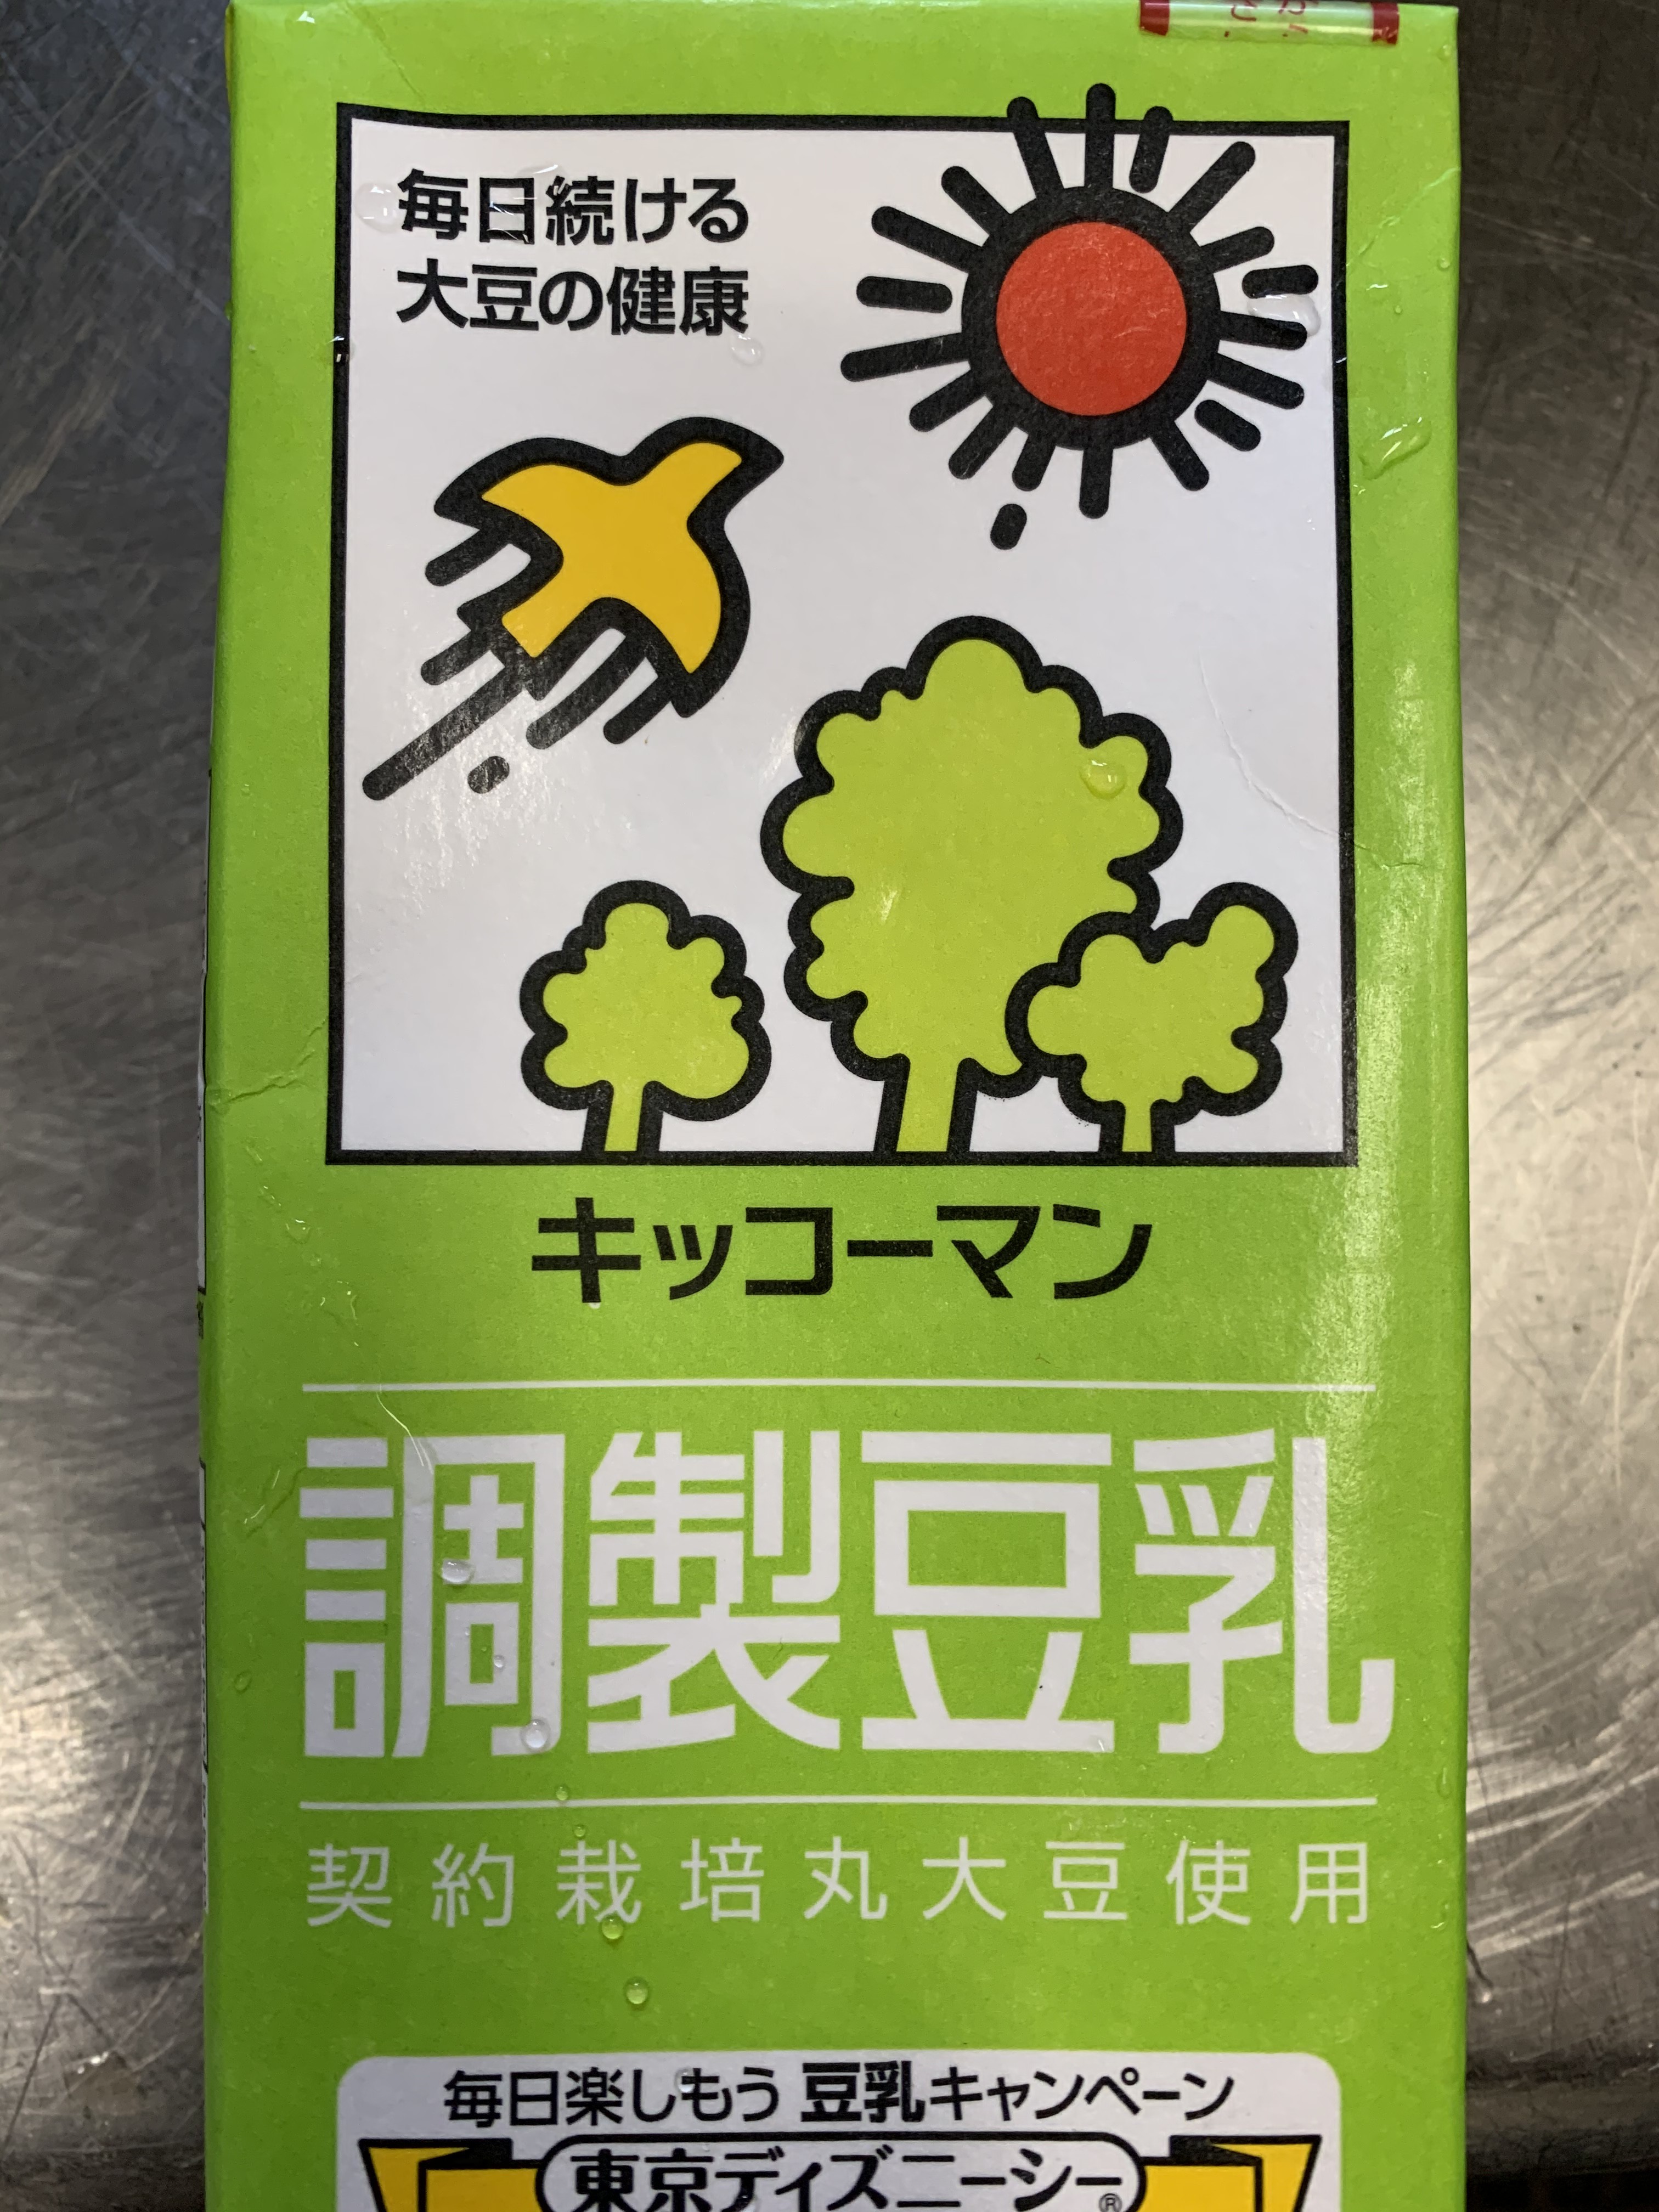 毎日続ける
大豆の健康
キッコーマン
調製豆乳
契約栽培丸大豆使用
毎日楽しもう 豆乳キャンペーン
東京ディズニーシー®